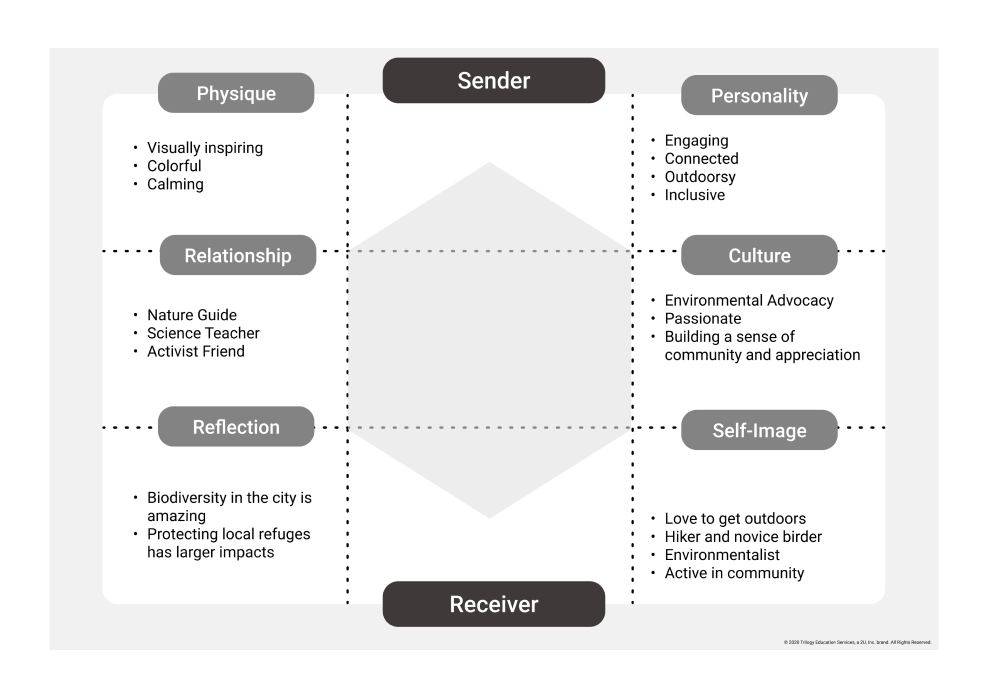 Sender
Physique
Personality
• Visually inspiring
• Colorful
• Calming
• Engaging
• Connected
• Outdoorsy
• Inclusive
Relationship
Culture
• Nature Guide
• Science Teacher
• Activist Friend
• Environmental Advocacy
• Passionate
• Building a sense of
community and appreciation
Reflection
Self-Image
• Biodiversity in the city is
amazing
• Protecting local refuges
has larger impacts
• Love to get outdoors
• Hiker and novice birder
• Environmentalist
• Active in community
Receiver
© 2020 Trilogy Education Services, a 2U, Inc. brand. All Rights Reserved.